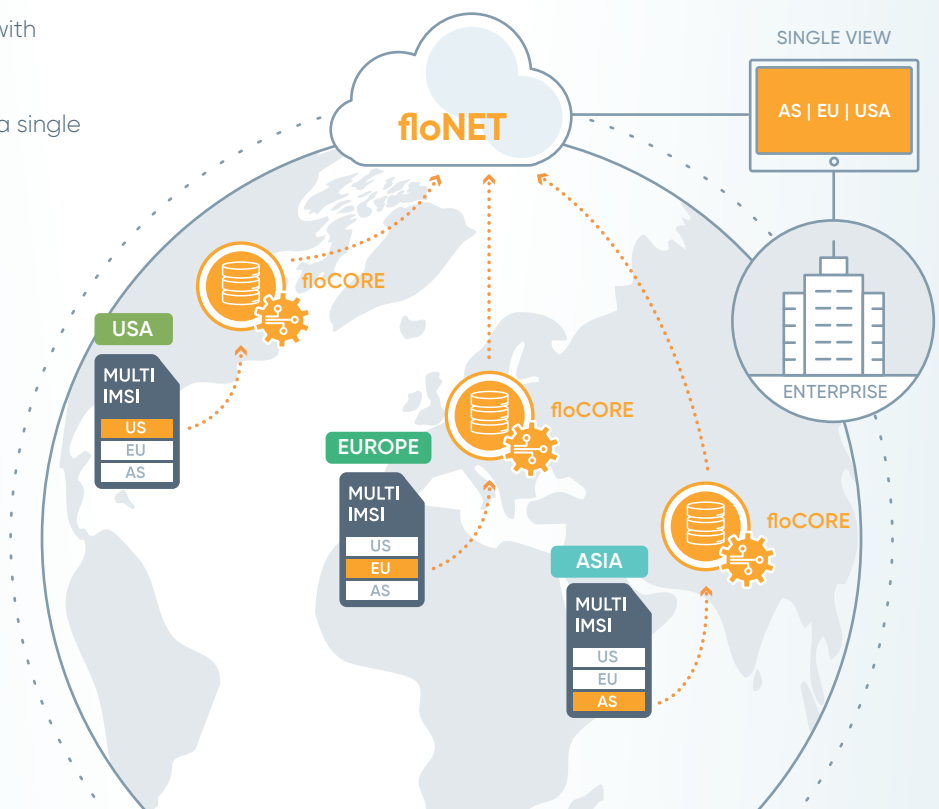 with
a single
SINGLE VIEW
floNET
AS | EU | USA
floCORE
USA
MULTI
IMSI
US
EU
AS
ENTERPRISE
floCORE
EUROPE
MULTI
IMSI
US
EU
AS
floCORE
ASIA
MULTI
IMSI
US
EU
AS